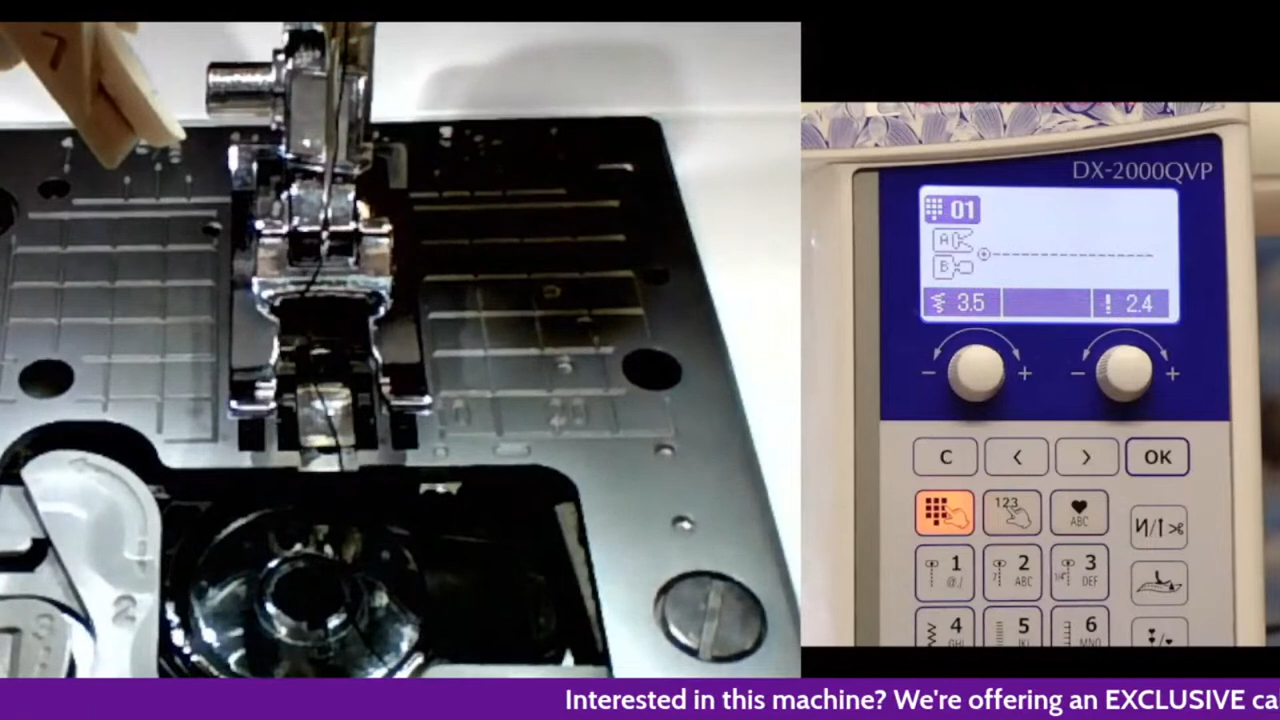 DX-2000QVP
01
A
B
3.5
2.4
- +
- +
C < > OK
123
ABC
1 @./
2 ABC
3 DEF
4 GHI
5
6 MNO
7
2
Interested in this machine? We're offering an EXCLUSIVE ca